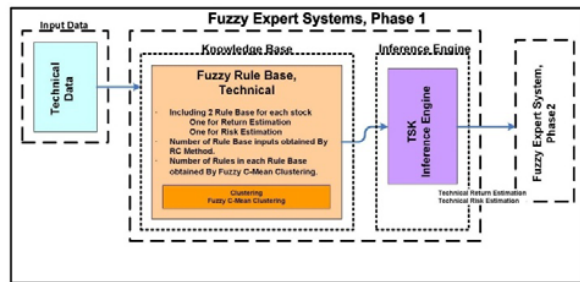 Fuzzy Expert Systems, Phase 1
Input Data
Technical
Data
Knowledge Base
Fuzzy Rule Base,
Technical
· Including 2 Rule Base for each stock
One for Return Estimation
One for Risk Estimation
· Number of Rule Base inputs obtained By
RC Method.
· Number of Rules in each Rule Base
obtained By Fuzzy C-Mean Clustering.
Clustering
Fuzzy C-Mean Clustering
Inference Engine
TSK
Inference Engine
Technical Return Estimation
Technical Risk Estimation
Fuzzy Expert System,
Phase2